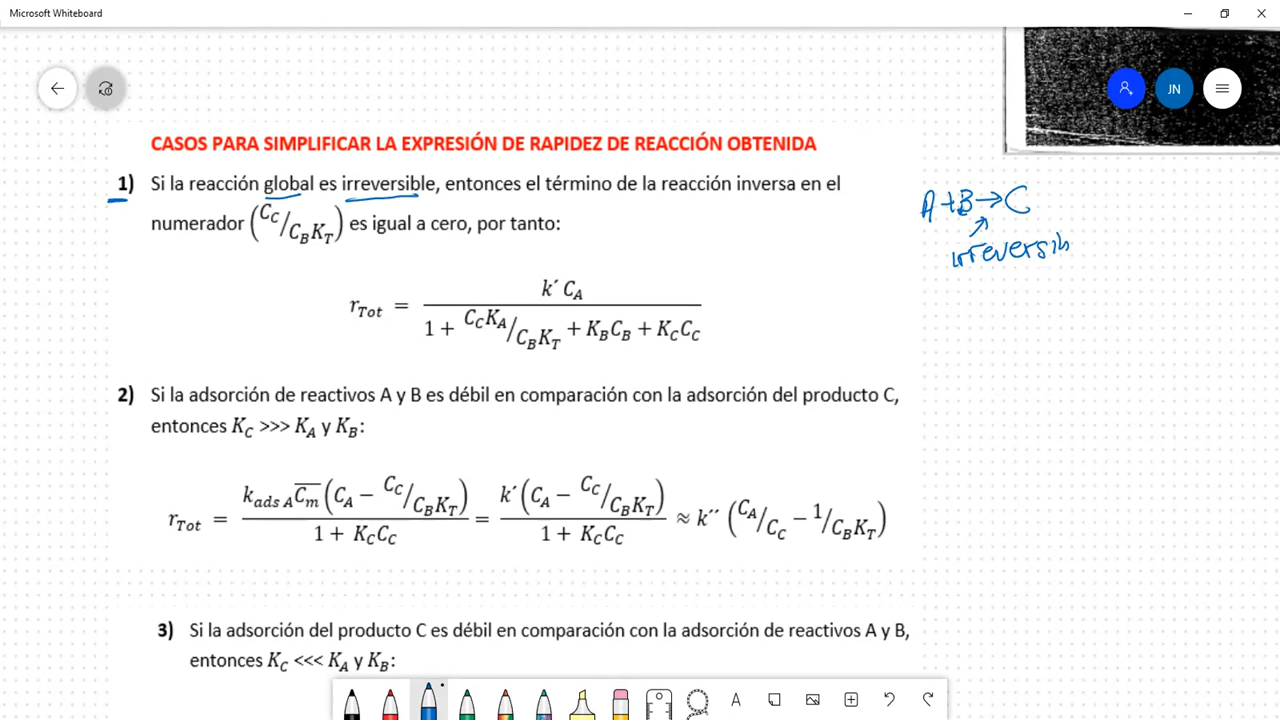 Microsoft Whiteboard
JN
CASOS PARA SIMPLIFICAR LA EXPRESIÓN DE RAPIDEZ DE REACCIÓN OBTENIDA
1) Si la reacción global es irreversible, entonces el término de la reacción inversa en el
numerador (C_C/C_B K_T) es igual a cero, por tanto:
A + B → C
irreversib
r_Tot = k´ C_A / (1 + C_C K_A/C_B K_T + K_B C_B + K_C C_C)
2) Si la adsorción de reactivos A y B es débil en comparación con la adsorción del producto C,
entonces K_C >>> K_A y K_B:
r_Tot = k_ads A C̅_m (C_A − C_C/C_B K_T) / (1 + K_C C_C) = k´ (C_A − C_C/C_B K_T) / (1 + K_C C_C) ≈ k´´ (C_A/C_C − 1/C_B K_T)
3) Si la adsorción del producto C es débil en comparación con la adsorción de reactivos A y B,
entonces K_C <<< K_A y K_B:
A